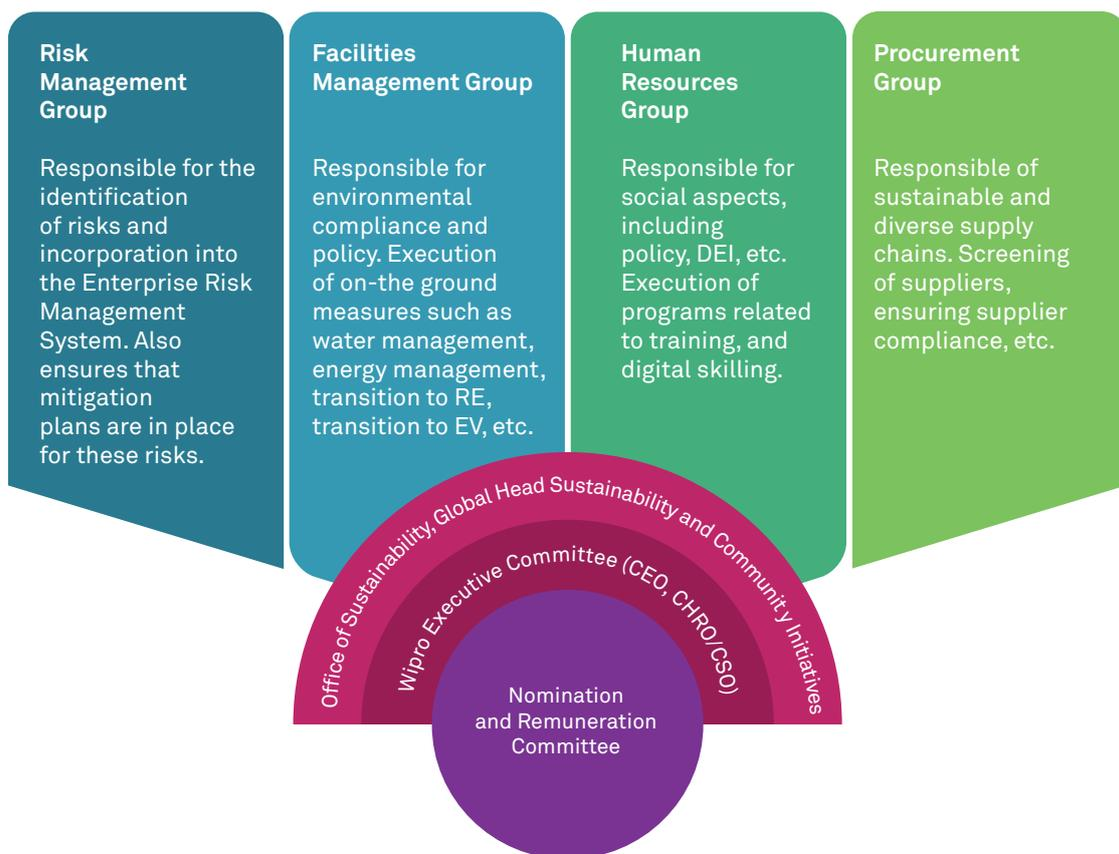 Risk
Management
Group
Responsible for the
identification
of risks and
incorporation into
the Enterprise Risk
Management
System. Also
ensures that
mitigation
plans are in place
for these risks.
Facilities
Management Group
Responsible for
environmental
compliance and
policy. Execution
of on-the ground
measures such as
water management,
energy management,
transition to RE,
transition to EV, etc.
Human
Resources
Group
Responsible for
social aspects,
including
policy, DEI, etc.
Execution of
programs related
to training, and
digital skilling.
Procurement
Group
Responsible of
sustainable and
diverse supply
chains. Screening
of suppliers,
ensuring supplier
compliance, etc.
Office of Sustainability, Global Head Sustainability and Communit y Initiatives
Wipro Executive Committee (CEO, CHRO/CSO)
Nomination
and Remuneration
Committee